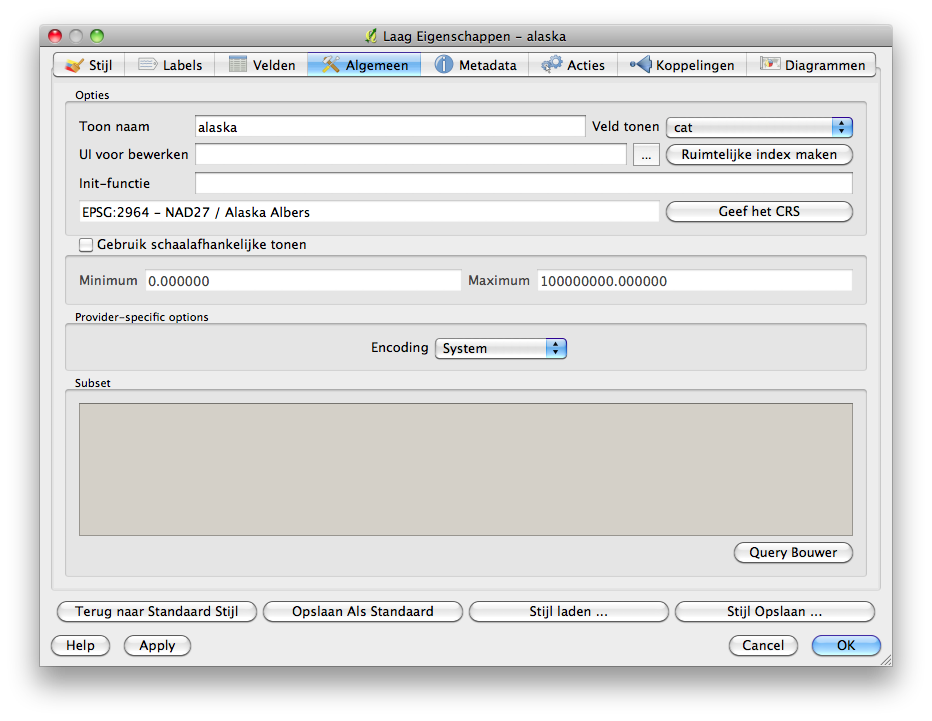 Laag Eigenschappen - alaska
Stijl Labels Velden Algemeen Metadata Acties Koppelingen Diagrammen
Opties
Toon naam alaska Veld tonen cat
UI voor bewerken ... Ruimtelijke index maken
Init-functie
EPSG:2964 - NAD27 / Alaska Albers Geef het CRS
Gebruik schaalafhankelijke tonen
Minimum 0.000000 Maximum 100000000.000000
Provider-specific options
Encoding System
Subset
Query Bouwer
Terug naar Standaard Stijl Opslaan Als Standaard Stijl laden ... Stijl Opslaan ...
Help Apply Cancel OK